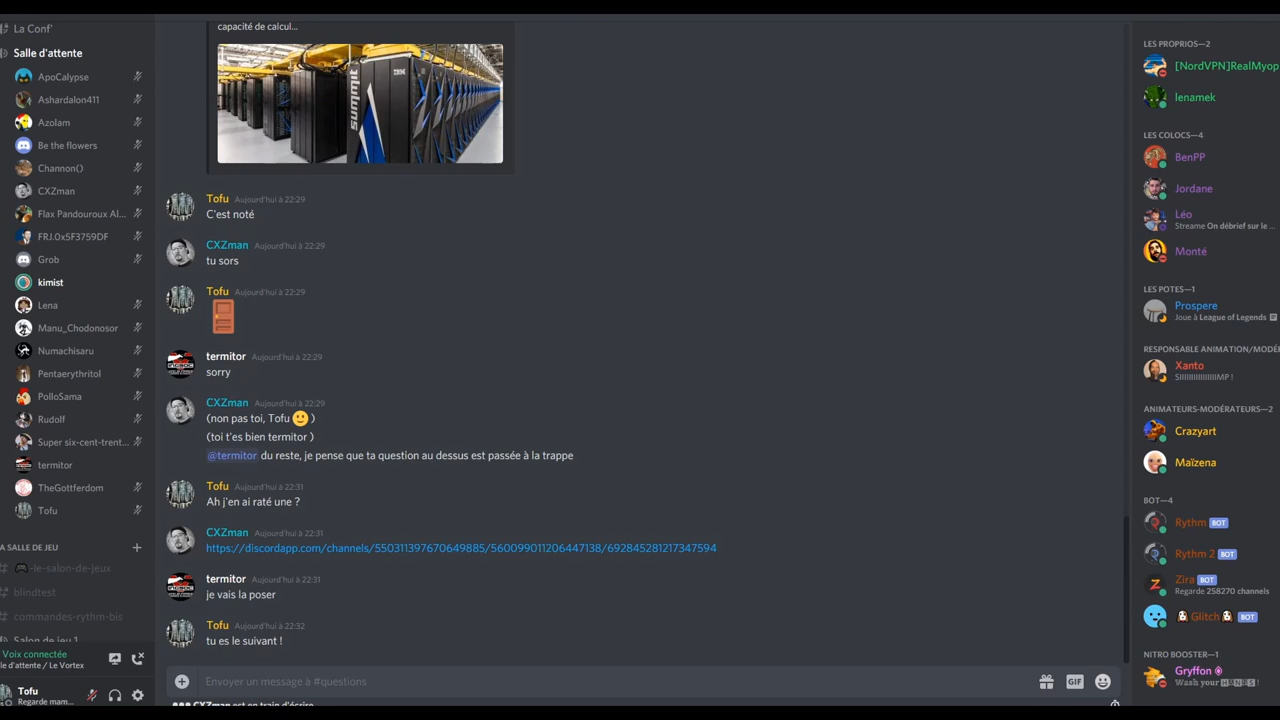 La Conf'
Salle d'attente
ApoCalypse
Ashardalon411
Azolam
Be the flowers
Channon()
CXZman
Flax Pandouroux Al...
FRJ.0x5F3759DF
Grob
kimist
Lena
Manu_Chodonosor
Numachisaru
Pentaerythritol
PolloSama
Rudolf
Super six-cent-trent...
termitor
TheGottferdom
Tofu
A SALLE DE JEU
-le-salon-de-jeux
blindtest
commandes-rythm-bis
Salon de jeu 1
Voix connectée
le d'attente / Le Vortex
Tofu
Regarde mam...
capacité de calcul...
IBM
summit
Tofu Aujourd'hui à 22:29
C'est noté
CXZman Aujourd'hui à 22:29
tu sors
Tofu Aujourd'hui à 22:29
termitor Aujourd'hui à 22:29
sorry
CXZman Aujourd'hui à 22:29
(non pas toi, Tofu 🙂 )
(toi t'es bien termitor )
@termitor du reste, je pense que ta question au dessus est passée à la trappe
Tofu Aujourd'hui à 22:31
Ah j'en ai raté une ?
CXZman Aujourd'hui à 22:31
https://discordapp.com/channels/550311397670649885/560099011206447138/692845281217347594
termitor Aujourd'hui à 22:31
je vais la poser
Tofu Aujourd'hui à 22:32
tu es le suivant !
Envoyer un message à #questions
GIF
CXZman est en train d'écrire
LES PROPRIOS—2
[NordVPN]RealMyop
lenamek
LES COLOCS—4
BenPP
Jordane
Léo
Streame On débrief sur le ...
Monté
LES POTES—1
Prospere
Joue à League of Legends
RESPONSABLE ANIMATION/MODÉ
Xanto
SIIIIIIIIIIIIIIIMP !
ANIMATEURS-MODÉRATEURS—2
Crazyart
Maïzena
BOT—4
Rythm BOT
Rythm 2 BOT
Zira BOT
Regarde 258270 channels
Glitch BOT
NITRO BOOSTER—1
Gryffon
Wash your